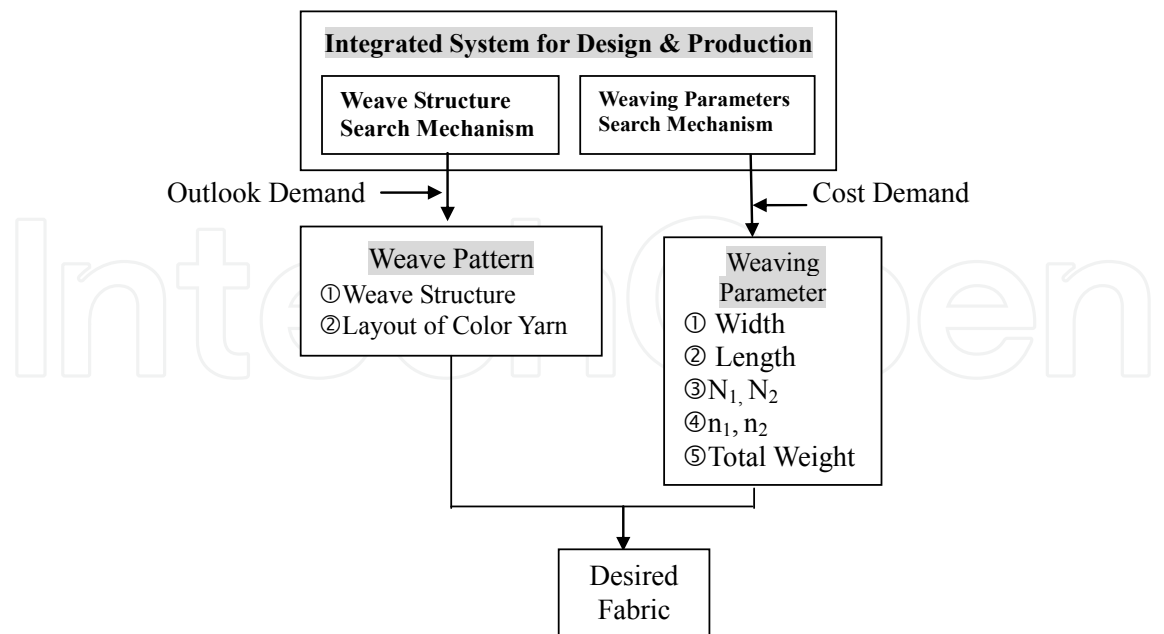 Integrated System for Design & Production
Weave Structure
Search Mechanism
Weaving Parameters
Search Mechanism
Outlook Demand
Cost Demand
Weave Pattern
①Weave Structure
②Layout of Color Yarn
Weaving
Parameter
① Width
② Length
③N₁, N₂
④n₁, n₂
⑤Total Weight
Desired
Fabric
IntechOpen